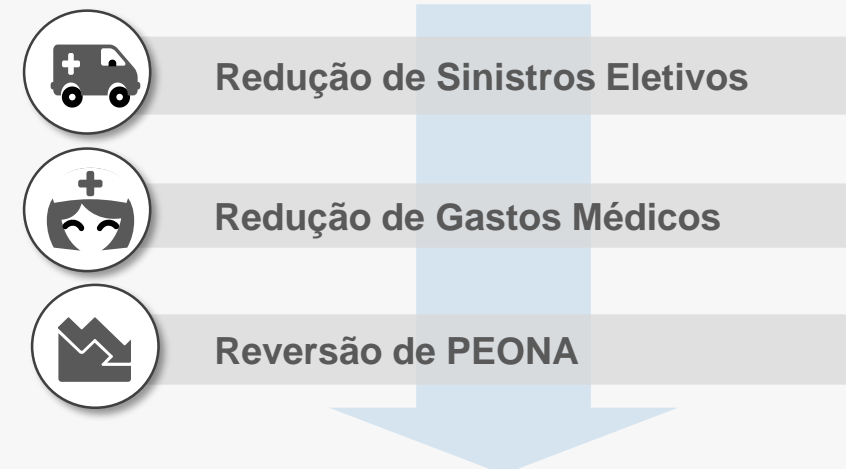 Redução de Sinistros Eletivos
Redução de Gastos Médicos
Reversão de PEONA